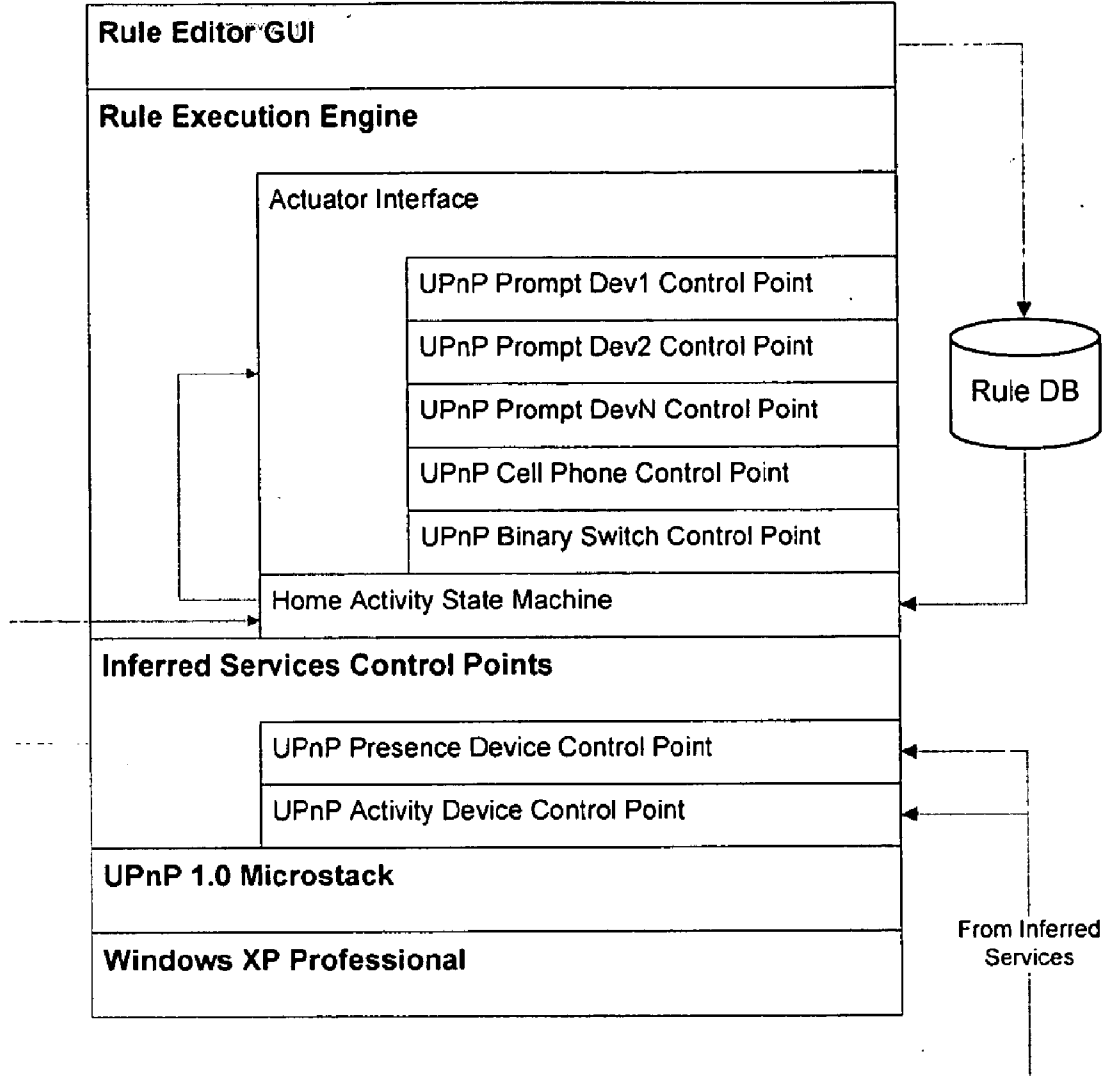 Rule Editor GUI
Rule Execution Engine
Actuator Interface
UPnP Prompt Dev1 Control Point
UPnP Prompt Dev2 Control Point
UPnP Prompt DevN Control Point
UPnP Cell Phone Control Point
UPnP Binary Switch Control Point
Home Activity State Machine
Rule DB
Inferred Services Control Points
UPnP Presence Device Control Point
UPnP Activity Device Control Point
UPnP 1.0 Microstack
Windows XP Professional
From Inferred
Services